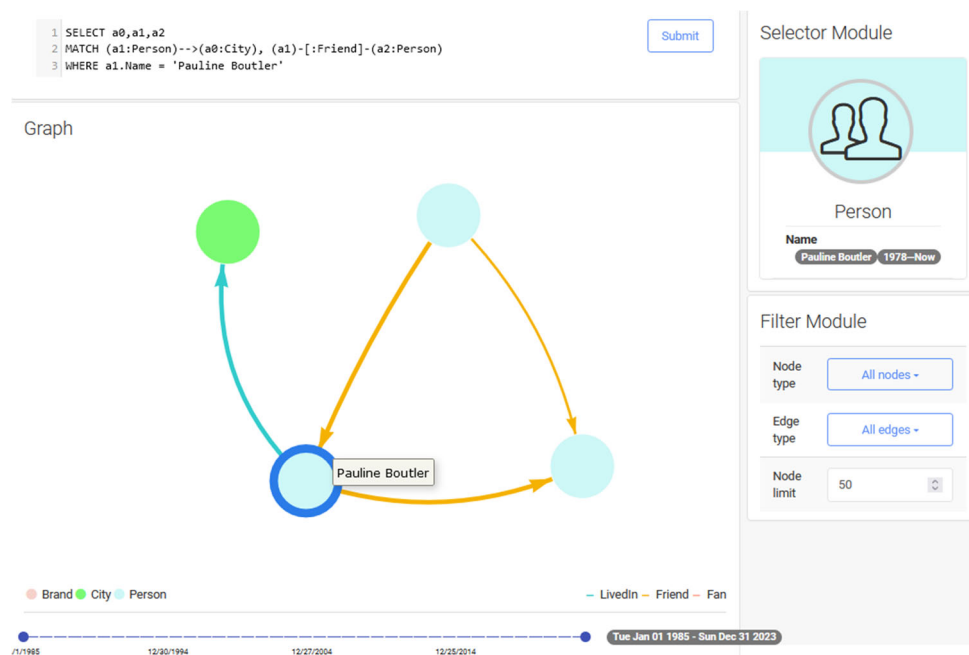 1 SELECT a0,a1,a2
2 MATCH (a1:Person)-->(a0:City), (a1)-[:Friend]-(a2:Person)
3 WHERE a1.Name = 'Pauline Boutler'
Submit
Graph
Pauline Boutler
Brand City Person
LivedIn Friend Fan
/1/1985 12/30/1994 12/27/2004 12/25/2014
Tue Jan 01 1985 - Sun Dec 31 2023
Selector Module
Person
Name
Pauline Boutler 1978—Now
Filter Module
Node type All nodes
Edge type All edges
Node limit 50